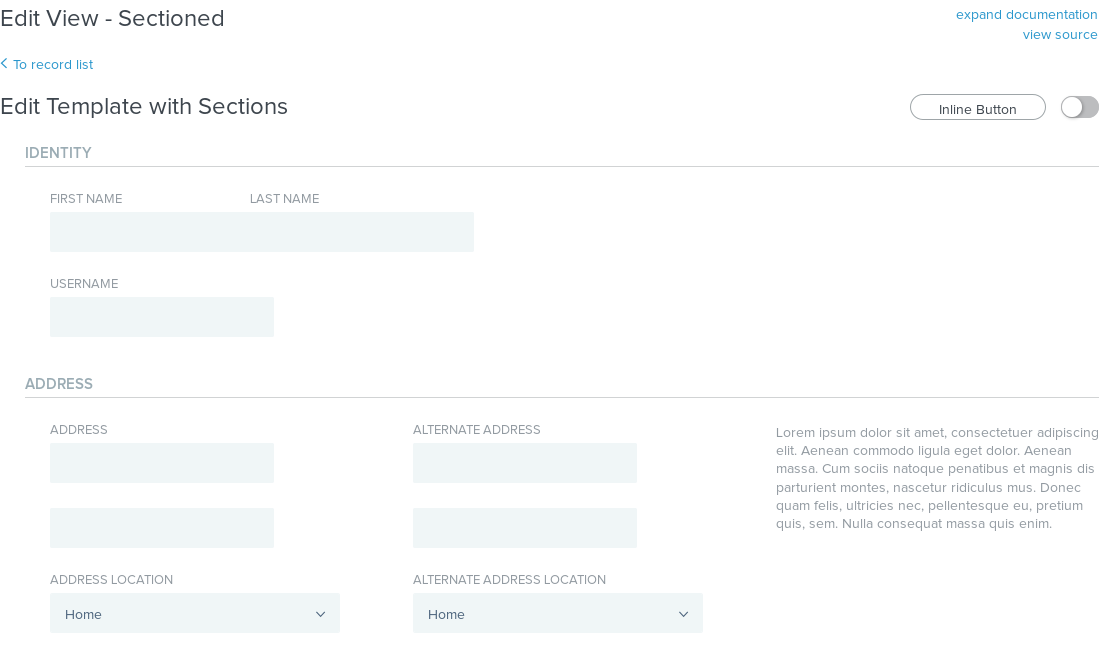 Edit View - Sectioned
expand documentation
view source
To record list
Edit Template with Sections
Inline Button
IDENTITY
FIRST NAME
LAST NAME
USERNAME
ADDRESS
ADDRESS
ALTERNATE ADDRESS
Lorem ipsum dolor sit amet, consectetuer adipiscing
elit. Aenean commodo ligula eget dolor. Aenean
massa. Cum sociis natoque penatibus et magnis dis
parturient montes, nascetur ridiculus mus. Donec
quam felis, ultricies nec, pellentesque eu, pretium
quis, sem. Nulla consequat massa quis enim.
ADDRESS LOCATION
ALTERNATE ADDRESS LOCATION
Home
Home